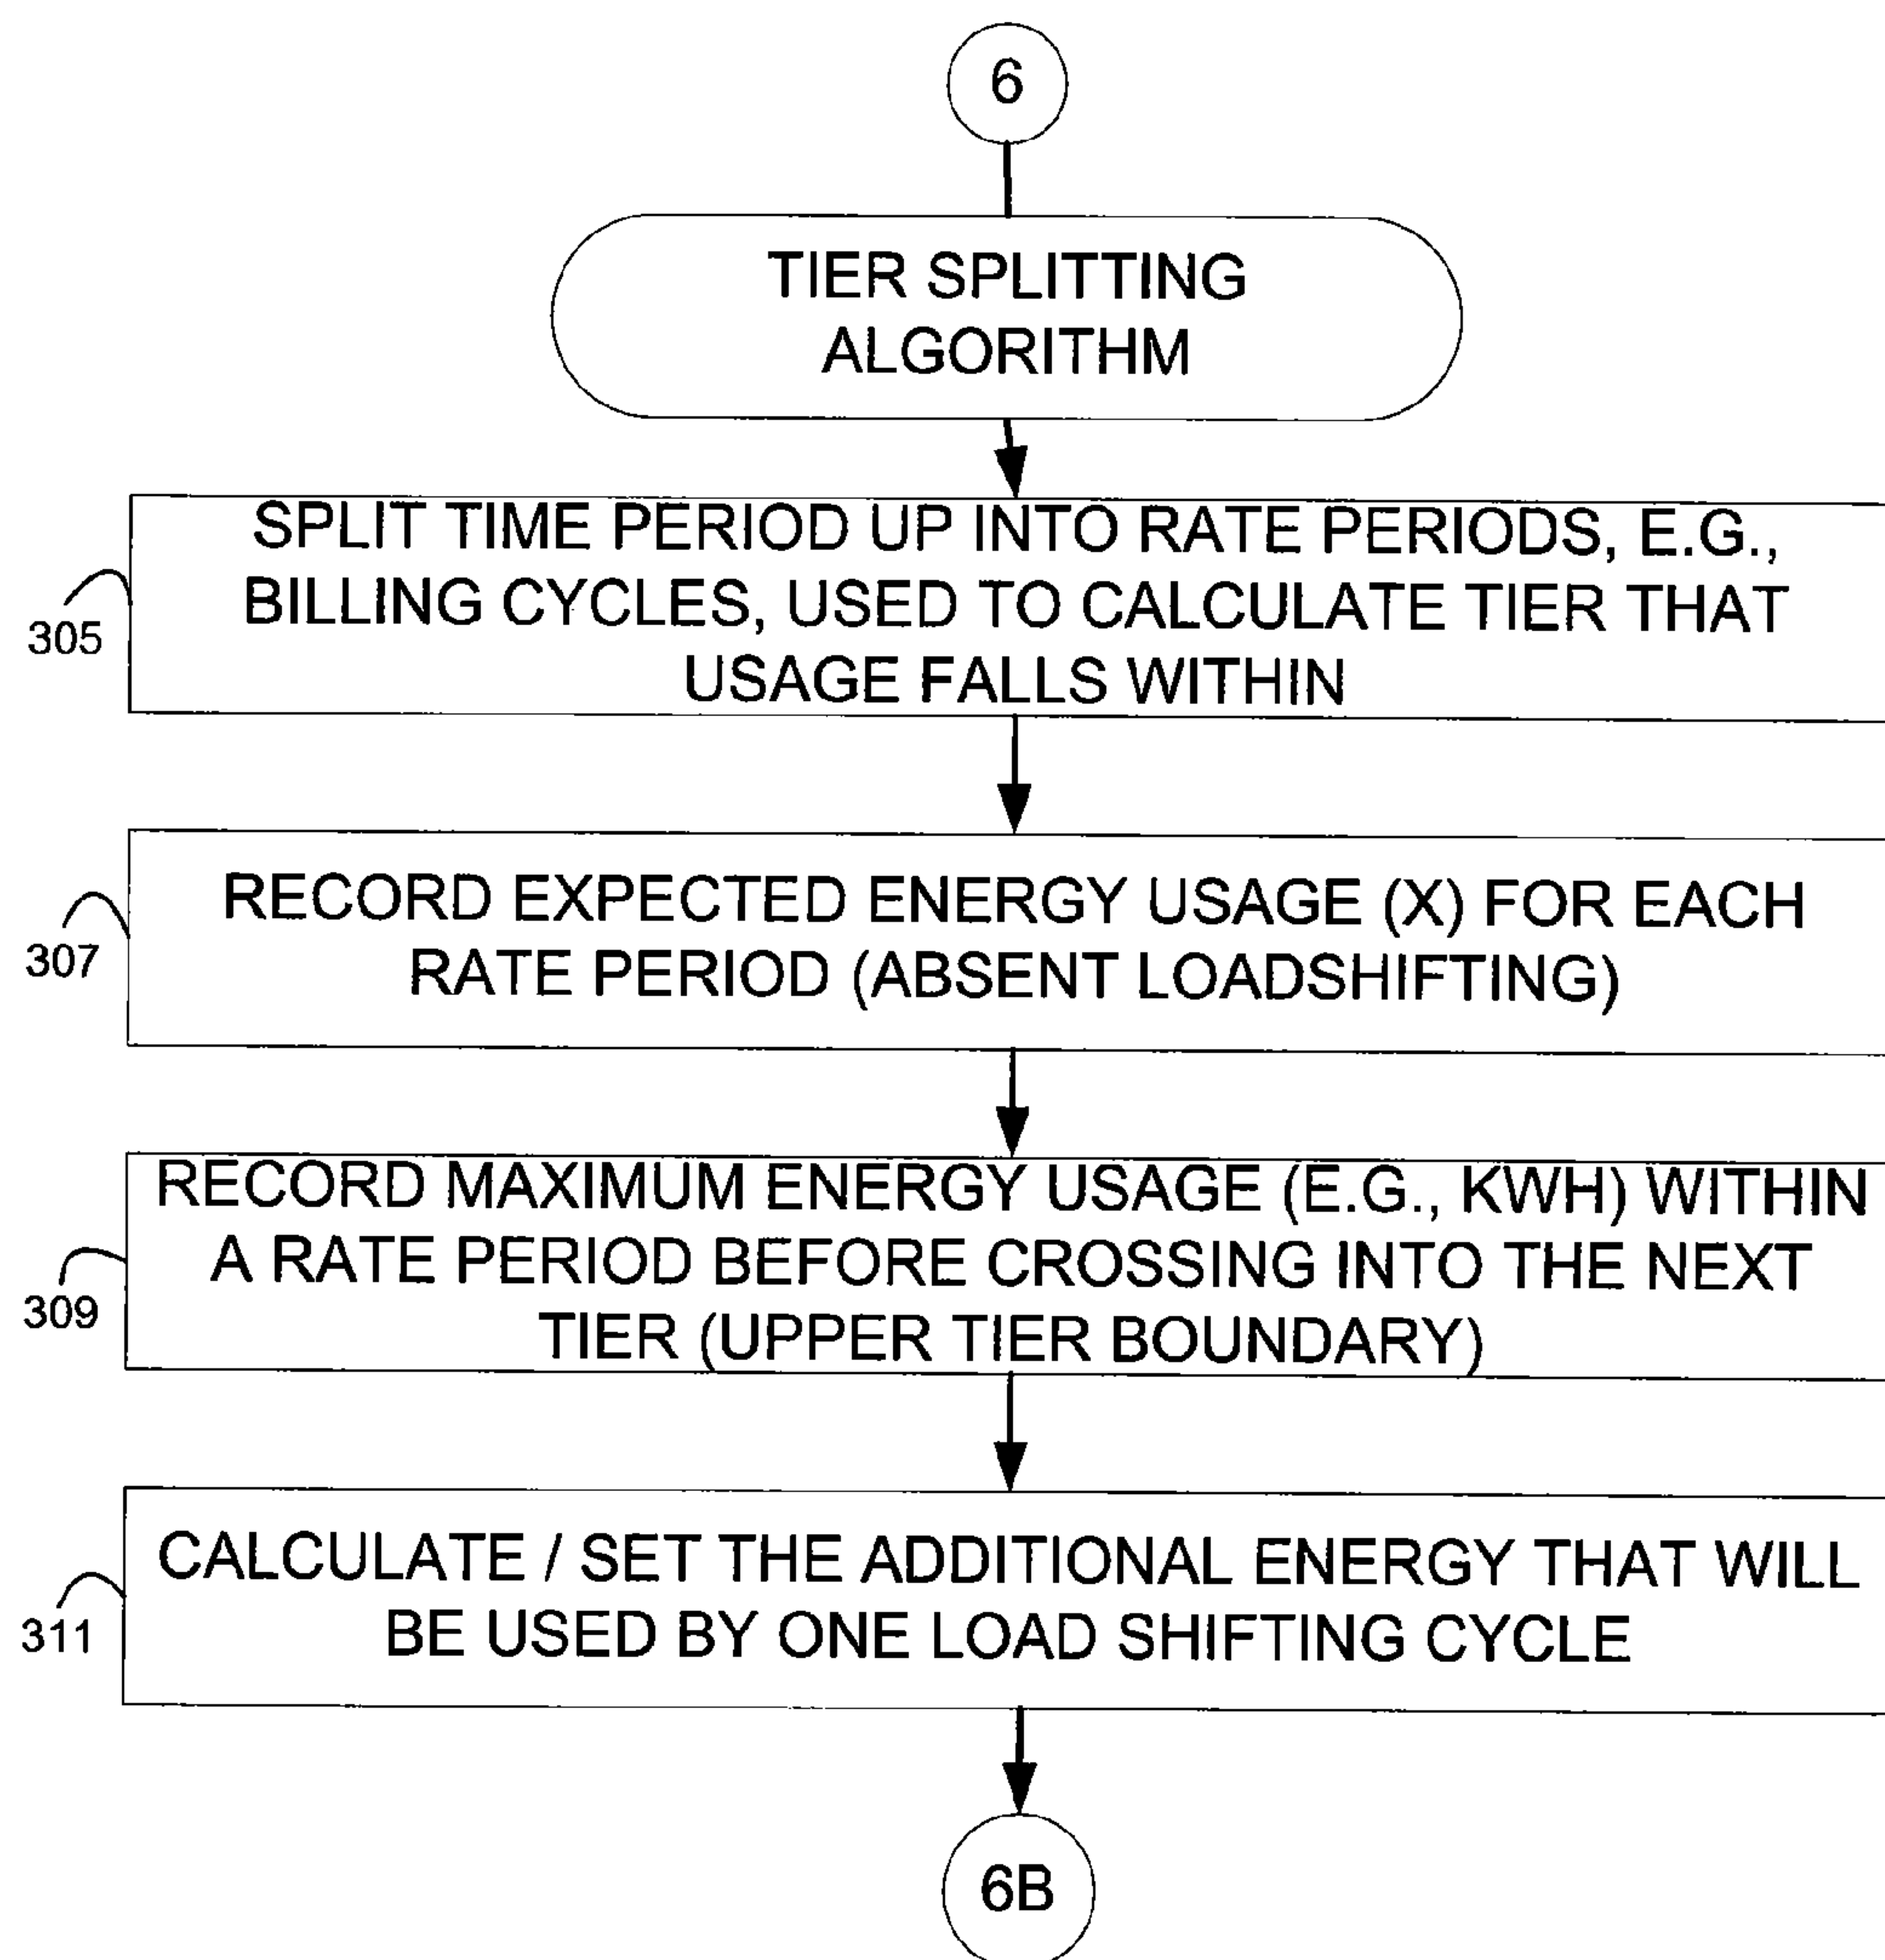 6
TIER SPLITTING
ALGORITHM
SPLIT TIME PERIOD UP INTO RATE PERIODS, E.G.,
BILLING CYCLES, USED TO CALCULATE TIER THAT
USAGE FALLS WITHIN
305
RECORD EXPECTED ENERGY USAGE (X) FOR EACH
RATE PERIOD (ABSENT LOADSHIFTING)
307
RECORD MAXIMUM ENERGY USAGE (E.G., KWH) WITHIN
A RATE PERIOD BEFORE CROSSING INTO THE NEXT
TIER (UPPER TIER BOUNDARY)
309
CALCULATE / SET THE ADDITIONAL ENERGY THAT WILL
BE USED BY ONE LOAD SHIFTING CYCLE
311
6B